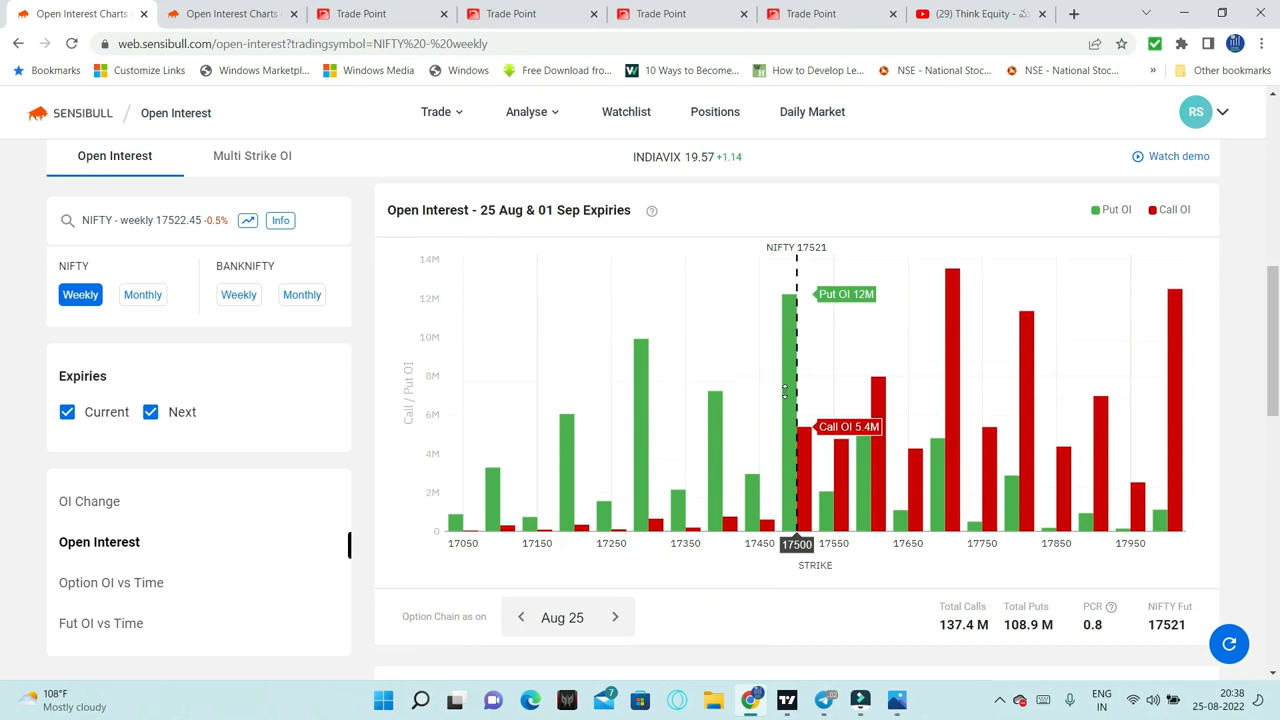 Open Interest Charts
Open Interest Charts
Trade Point
Trade Point
Trade Point
Trade Point
(29) Think Equity -
web.sensibull.com/open-interest?tradingsymbol=NIFTY%20-%20weekly
Bookmarks
Customize Links
Windows Marketpl...
Windows Media
Windows
Free Download fro...
10 Ways to Become...
How to Develop Le...
NSE - National Stoc...
NSE - National Stoc...
»
Other bookmarks
SENSIBULL / Open Interest
Trade
Analyse
Watchlist
Positions
Daily Market
RS
Open Interest
Multi Strike OI
INDIAVIX 19.57 +1.14
Watch demo
NIFTY - weekly 17522.45 -0.5%
Info
NIFTY
BANKNIFTY
Weekly
Monthly
Weekly
Monthly
Expiries
Current
Next
OI Change
Open Interest
Option OI vs Time
Fut OI vs Time
Open Interest - 25 Aug & 01 Sep Expiries
Put OI
Call OI
NIFTY 17521
14M
12M
10M
8M
6M
4M
2M
0
Call / Put OI
Put OI 12M
Call OI 5.4M
17050
17150
17250
17350
17450
17500
17550
17650
17750
17850
17950
STRIKE
Option Chain as on
Aug 25
Total Calls
137.4 M
Total Puts
108.9 M
PCR
0.8
NIFTY Fut
17521
108°F
Mostly cloudy
7
ENG
IN
20:38
25-08-2022